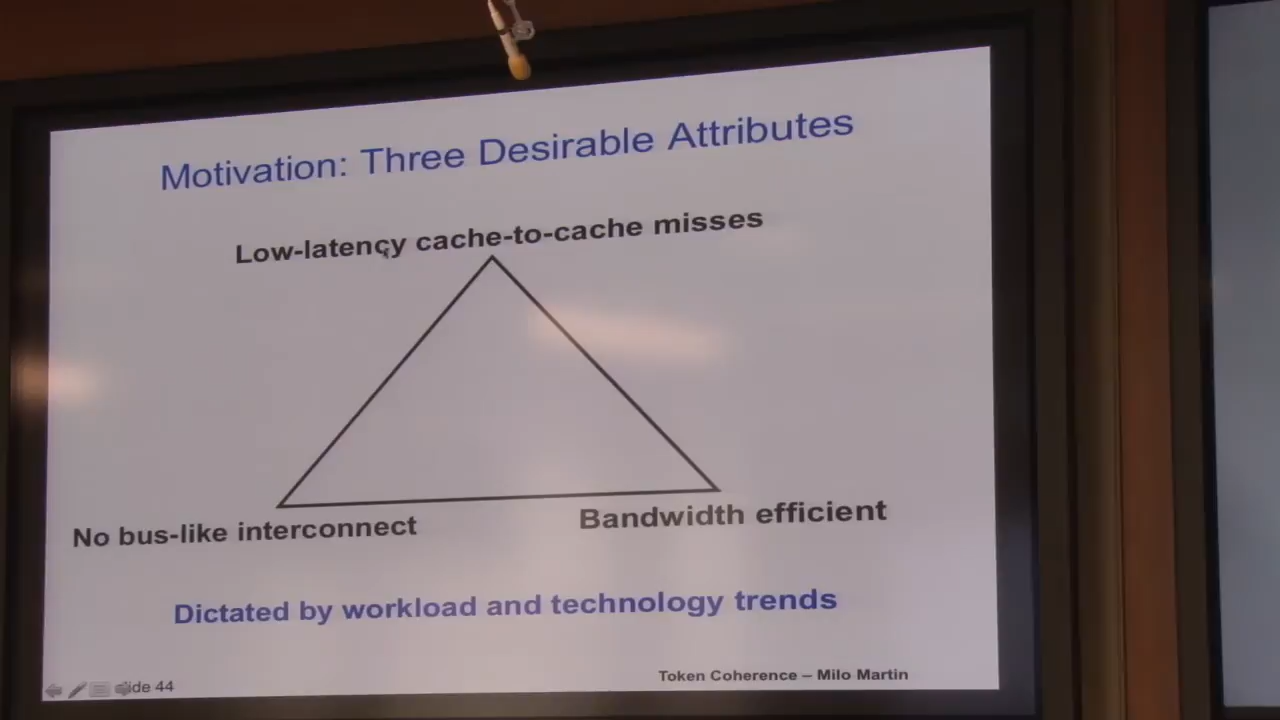 Motivation: Three Desirable Attributes
Low-latency cache-to-cache misses
No bus-like interconnect
Bandwidth efficient
Dictated by workload and technology trends
44
Token Coherence – Milo Martin